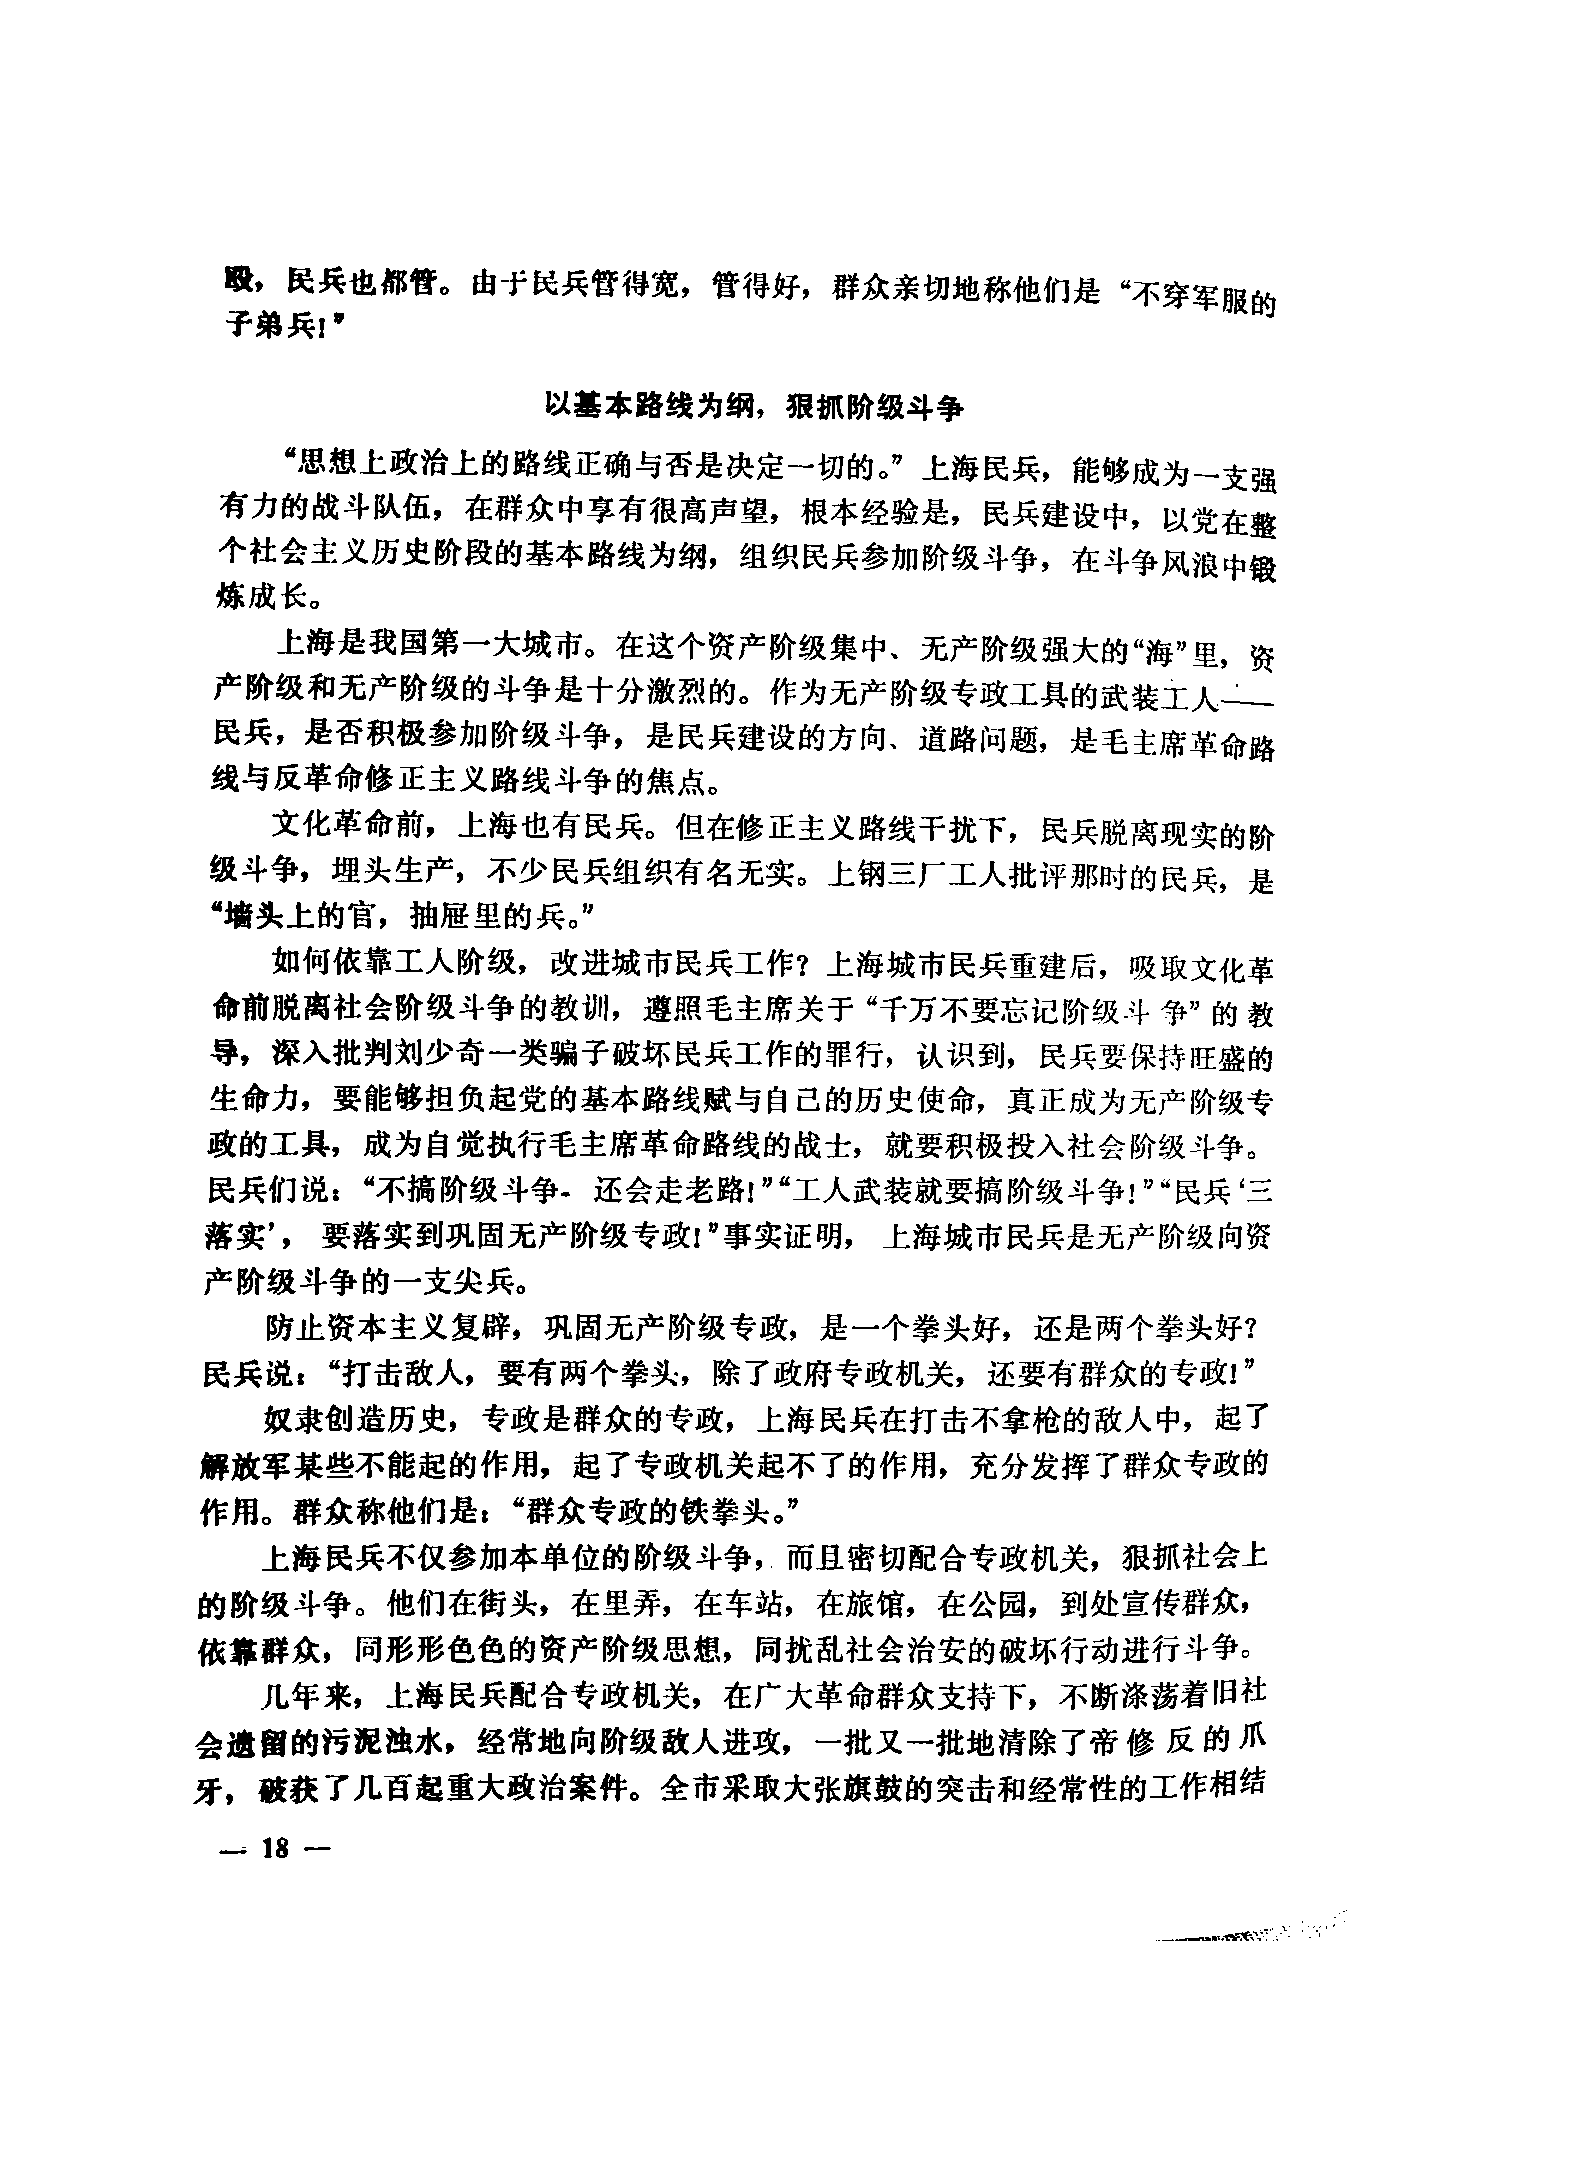 殴，民兵也都管。由于民兵管得宽，管得好，群众亲切地称他们是“不穿军服的
子弟兵！”
以基本路线为纲，狠抓阶级斗争
“思想上政治上的路线正确与否是决定一切的。”上海民兵，能够成为一支强
有力的战斗队伍，在群众中享有很高声望，根本经验是，民兵建设中，以党在整
个社会主义历史阶段的基本路线为纲，组织民兵参加阶级斗争，在斗争风浪中锻
炼成长。
上海是我国第一大城市。在这个资产阶级集中、无产阶级强大的“海”里，资
产阶级和无产阶级的斗争是十分激烈的。作为无产阶级专政工具的武装工人——
民兵，是否积极参加阶级斗争，是民兵建设的方向、道路问题，是毛主席革命路
线与反革命修正主义路线斗争的焦点。
文化革命前，上海也有民兵。但在修正主义路线干扰下，民兵脱离现实的阶
级斗争，埋头生产，不少民兵组织有名无实。上钢三厂工人批评那时的民兵，是
“墙头上的官，抽屉里的兵。”
如何依靠工人阶级，改进城市民兵工作？上海城市民兵重建后，吸取文化革
命前脱离社会阶级斗争的教训，遵照毛主席关于“千万不要忘记阶级斗争”的教
导，深入批判刘少奇一类骗子破坏民兵工作的罪行，认识到，民兵要保持旺盛的
生命力，要能够担负起党的基本路线赋与自己的历史使命，真正成为无产阶级专
政的工具，成为自觉执行毛主席革命路线的战士，就要积极投入社会阶级斗争。
民兵们说：“不搞阶级斗争. 还会走老路！”“工人武装就要搞阶级斗争！”“民兵‘三
落实’，要落实到巩固无产阶级专政！”事实证明，上海城市民兵是无产阶级向资
产阶级斗争的一支尖兵。
防止资本主义复辟，巩固无产阶级专政，是一个拳头好，还是两个拳头好？
民兵说：“打击敌人，要有两个拳头，除了政府专政机关，还要有群众的专政！”
奴隶创造历史，专政是群众的专政，上海民兵在打击不拿枪的敌人中，起了
解放军某些不能起的作用，起了专政机关起不了的作用，充分发挥了群众专政的
作用。群众称他们是：“群众专政的铁拳头。”
上海民兵不仅参加本单位的阶级斗争，而且密切配合专政机关，狠抓社会上
的阶级斗争。他们在街头，在里弄，在车站，在旅馆，在公园，到处宣传群众，
依靠群众，同形形色色的资产阶级思想，同扰乱社会治安的破坏行动进行斗争。
几年来，上海民兵配合专政机关，在广大革命群众支持下，不断涤荡着旧社
会遗留的污泥浊水，经常地向阶级敌人进攻，一批又一批地清除了帝修反的爪
牙，破获了几百起重大政治案件。全市采取大张旗鼓的突击和经常性的工作相结
— 18 —